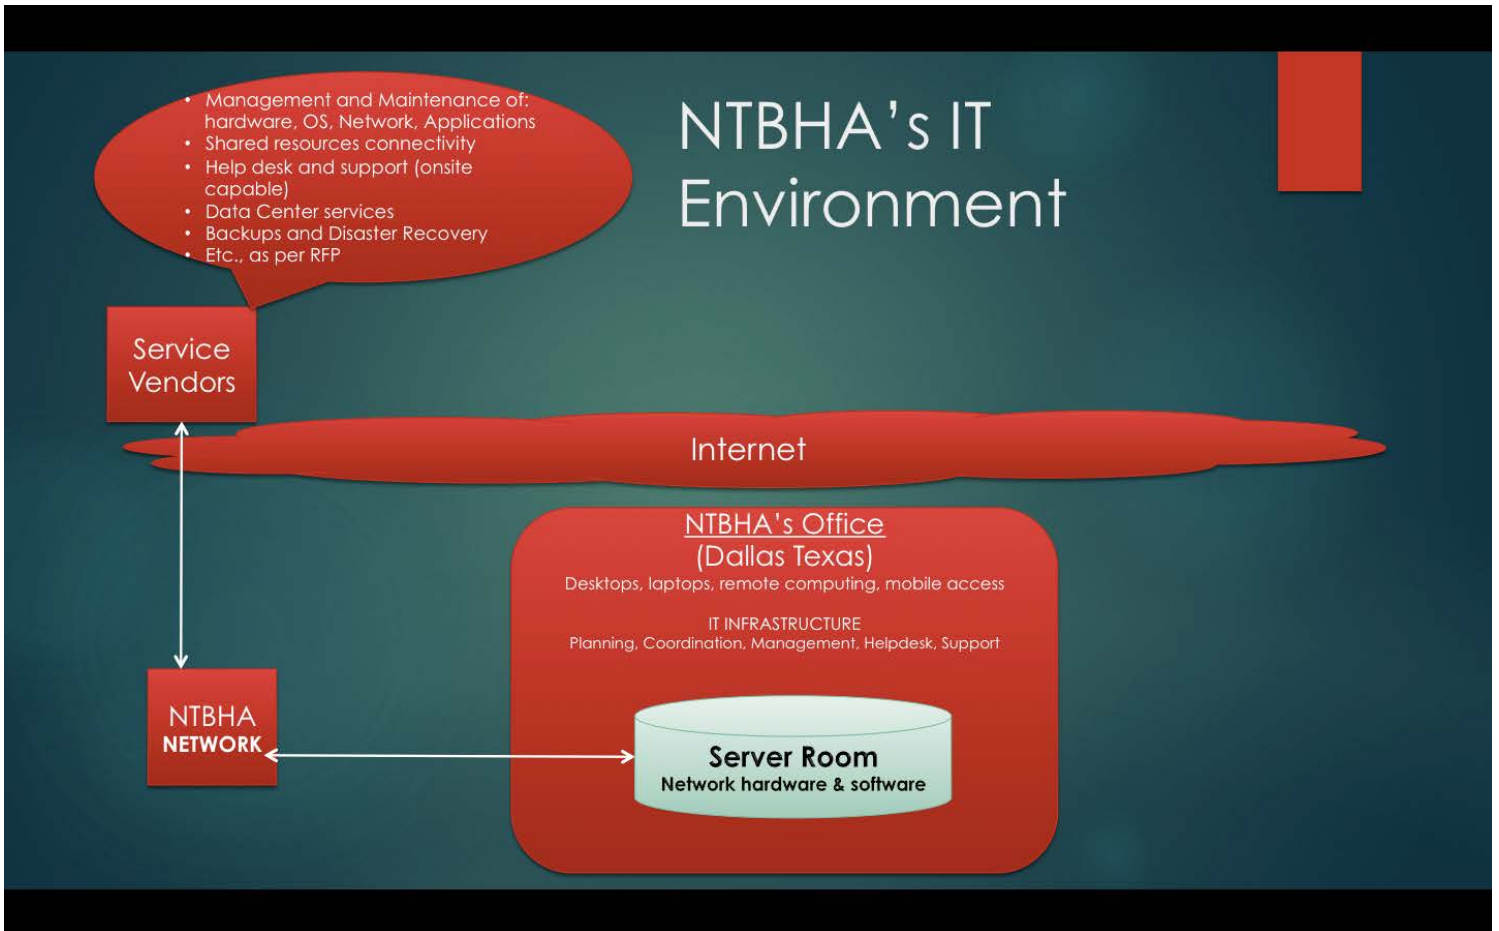 • Management and Maintenance of:
hardware, OS, Network, Applications
• Shared resources connectivity
• Help desk and support (onsite
capable)
• Data Center services
• Backups and Disaster Recovery
• Etc., as per RFP
NTBHA's IT
Environment
Service
Vendors
Internet
NTBHA's Office
(Dallas Texas)
Desktops, laptops, remote computing, mobile access
IT INFRASTRUCTURE
Planning, Coordination, Management, Helpdesk, Support
NTBHA
NETWORK
Server Room
Network hardware & software